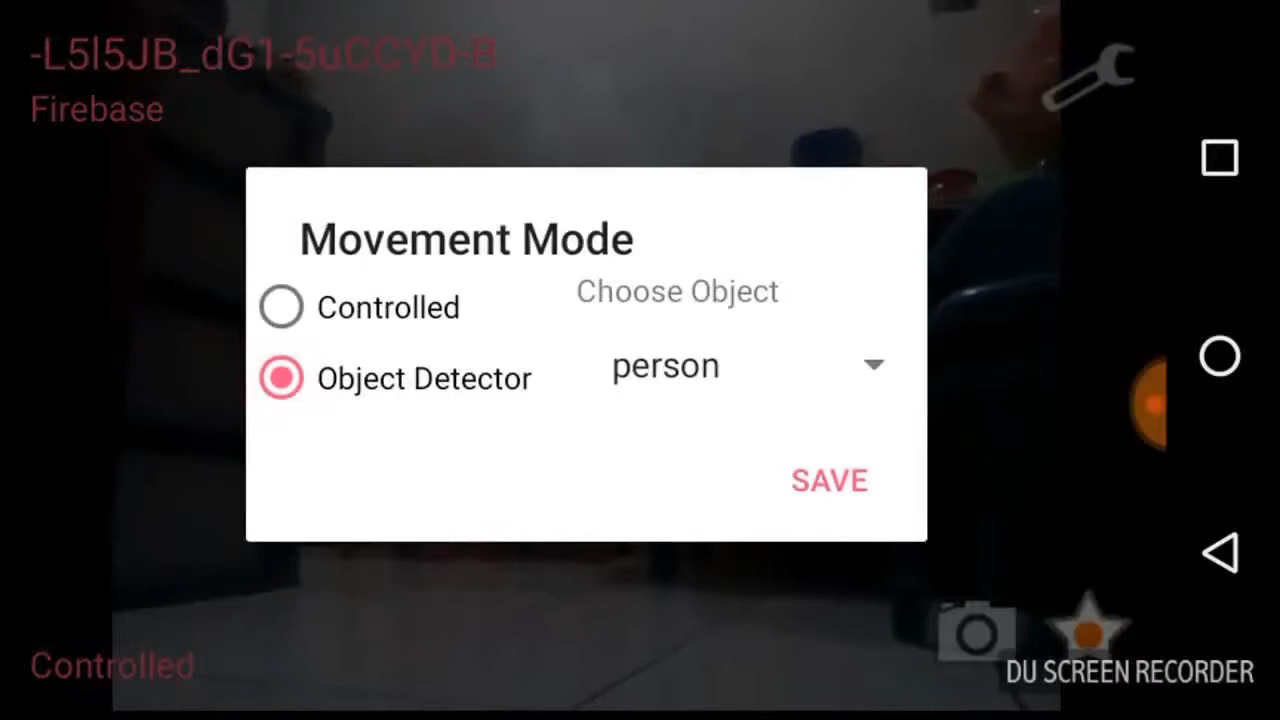 -L5l5JB_dG1-5uCCYD-B
Firebase
Movement Mode
Controlled
Choose Object
Object Detector
person
SAVE
Controlled
DU SCREEN RECORDER